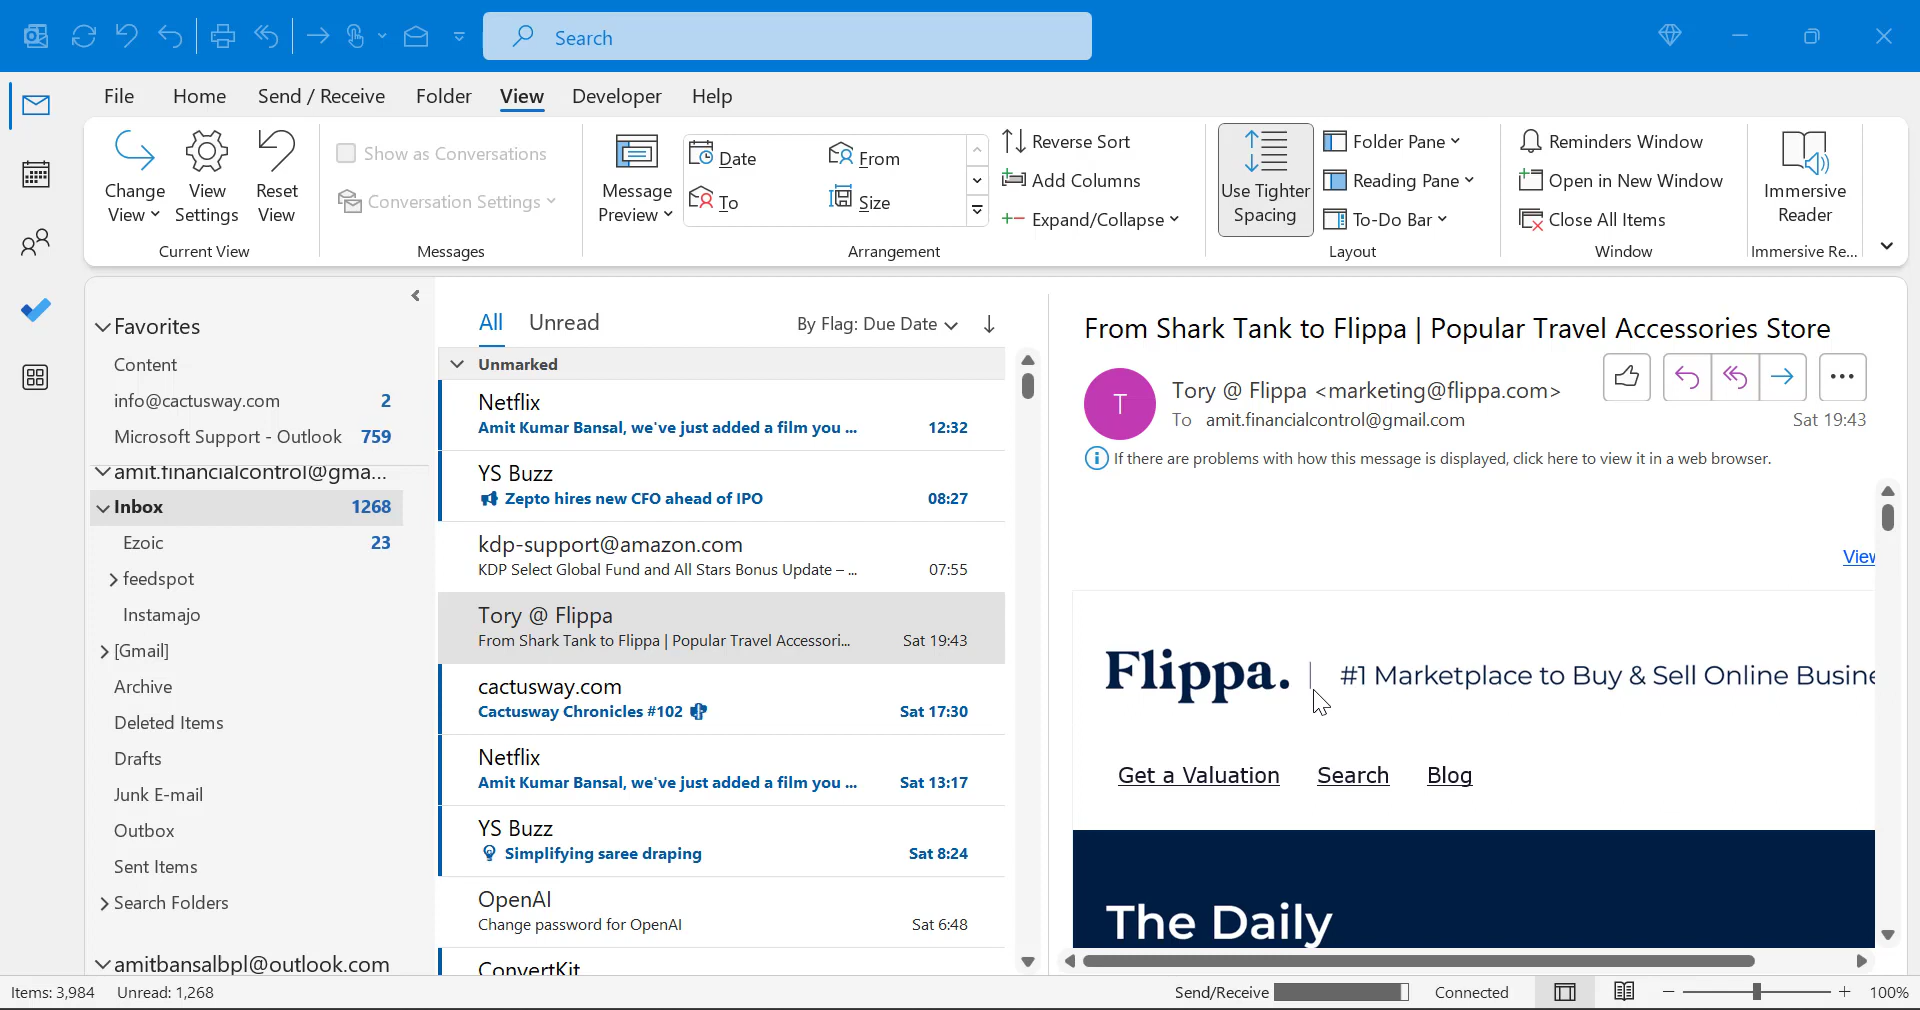 Search
File Home Send / Receive Folder View Developer Help
Change View
View Settings
Reset View
Current View
Show as Conversations
Conversation Settings
Messages
Message Preview
Date From
To Size
Reverse Sort
Add Columns
Expand/Collapse
Arrangement
Use Tighter Spacing
Folder Pane
Reading Pane
To-Do Bar
Layout
Reminders Window
Open in New Window
Close All Items
Window
Immersive Reader
Immersive Re...
Favorites
Content
info@cactusway.com 2
Microsoft Support - Outlook 759
amit.financialcontrol@gma...
Inbox 1268
Ezoic 23
feedspot
Instamajo
[Gmail]
Archive
Deleted Items
Drafts
Junk E-mail
Outbox
Sent Items
Search Folders
amitbansalbpl@outlook.com
All Unread By Flag: Due Date
Unmarked
Netflix
Amit Kumar Bansal, we've just added a film you ... 12:32
YS Buzz
Zepto hires new CFO ahead of IPO 08:27
kdp-support@amazon.com
KDP Select Global Fund and All Stars Bonus Update – ... 07:55
Tory @ Flippa
From Shark Tank to Flippa | Popular Travel Accessori... Sat 19:43
cactusway.com
Cactusway Chronicles #102 Sat 17:30
Netflix
Amit Kumar Bansal, we've just added a film you ... Sat 13:17
YS Buzz
Simplifying saree draping Sat 8:24
OpenAI
Change password for OpenAI Sat 6:48
ConvertKit
From Shark Tank to Flippa | Popular Travel Accessories Store
T
Tory @ Flippa <marketing@flippa.com>
To amit.financialcontrol@gmail.com Sat 19:43
If there are problems with how this message is displayed, click here to view it in a web browser.
View
Flippa. | #1 Marketplace to Buy & Sell Online Busine
Get a Valuation Search Blog
The Daily
Items: 3,984 Unread: 1,268 Send/Receive Connected 100%